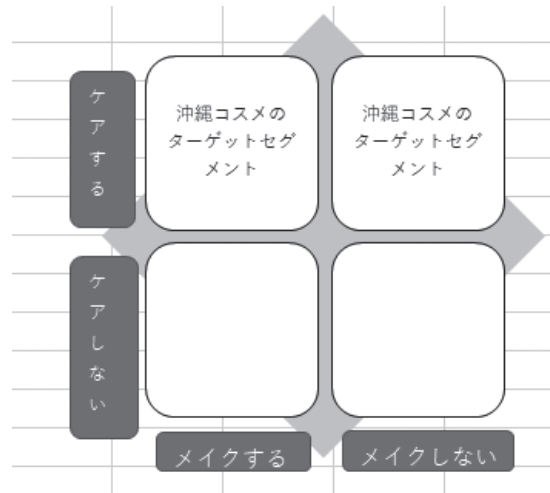 ケアする
沖縄コスメの
ターゲットセグ
メント
沖縄コスメの
ターゲットセグ
メント
ケアしない
メイクする
メイクしない